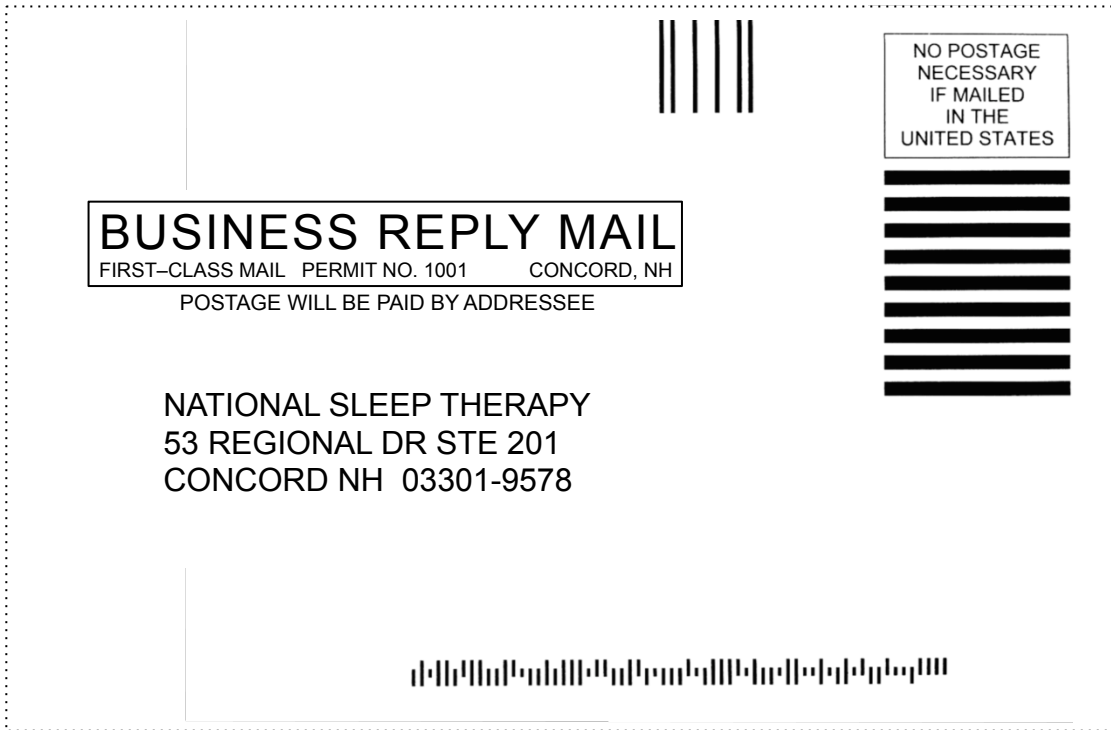 NO POSTAGE
NECESSARY
IF MAILED
IN THE
UNITED STATES
BUSINESS REPLY MAIL
FIRST–CLASS MAIL PERMIT NO. 1001 CONCORD, NH
POSTAGE WILL BE PAID BY ADDRESSEE
NATIONAL SLEEP THERAPY
53 REGIONAL DR STE 201
CONCORD NH 03301-9578